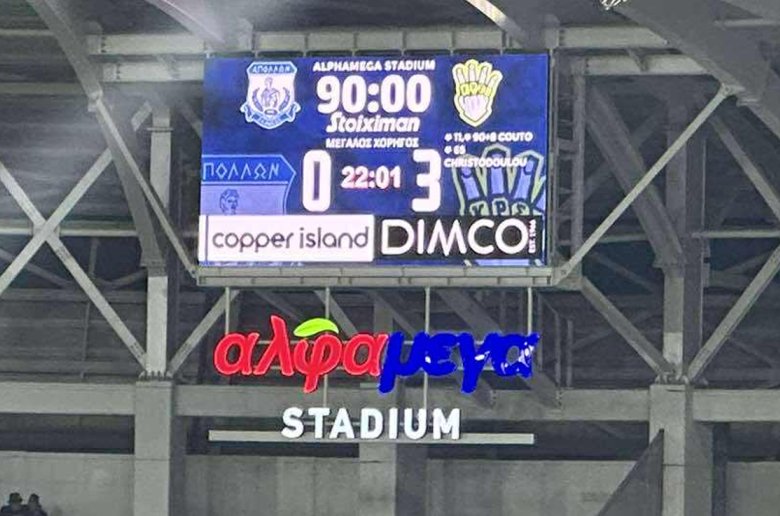 ΑΠΟΛΛΩΝ
ALPHAMEGA STADIUM
90:00
Stoiximan
ΜΕΓΑΛΟΣ ΧΟΡΗΓΟΣ
90+8 COUTO
65
CHRISTODOULOU
ΠΟΛΛΩΝ
0 22:01 3
copper island DIMCO
αλφαμεγα
STADIUM